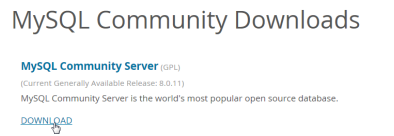 MySQL Community Downloads
MySQL Community Server (GPL)
(Current Generally Available Release: 8.0.11)
MySQL Community Server is the world's most popular open source database.
DOWNLOAD